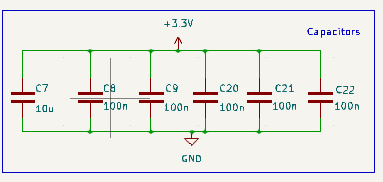 +3.3V
Capacitors
C7 C8 C9 C20 C21 C22
10u 100n 100n 100n 100n 100n
GND